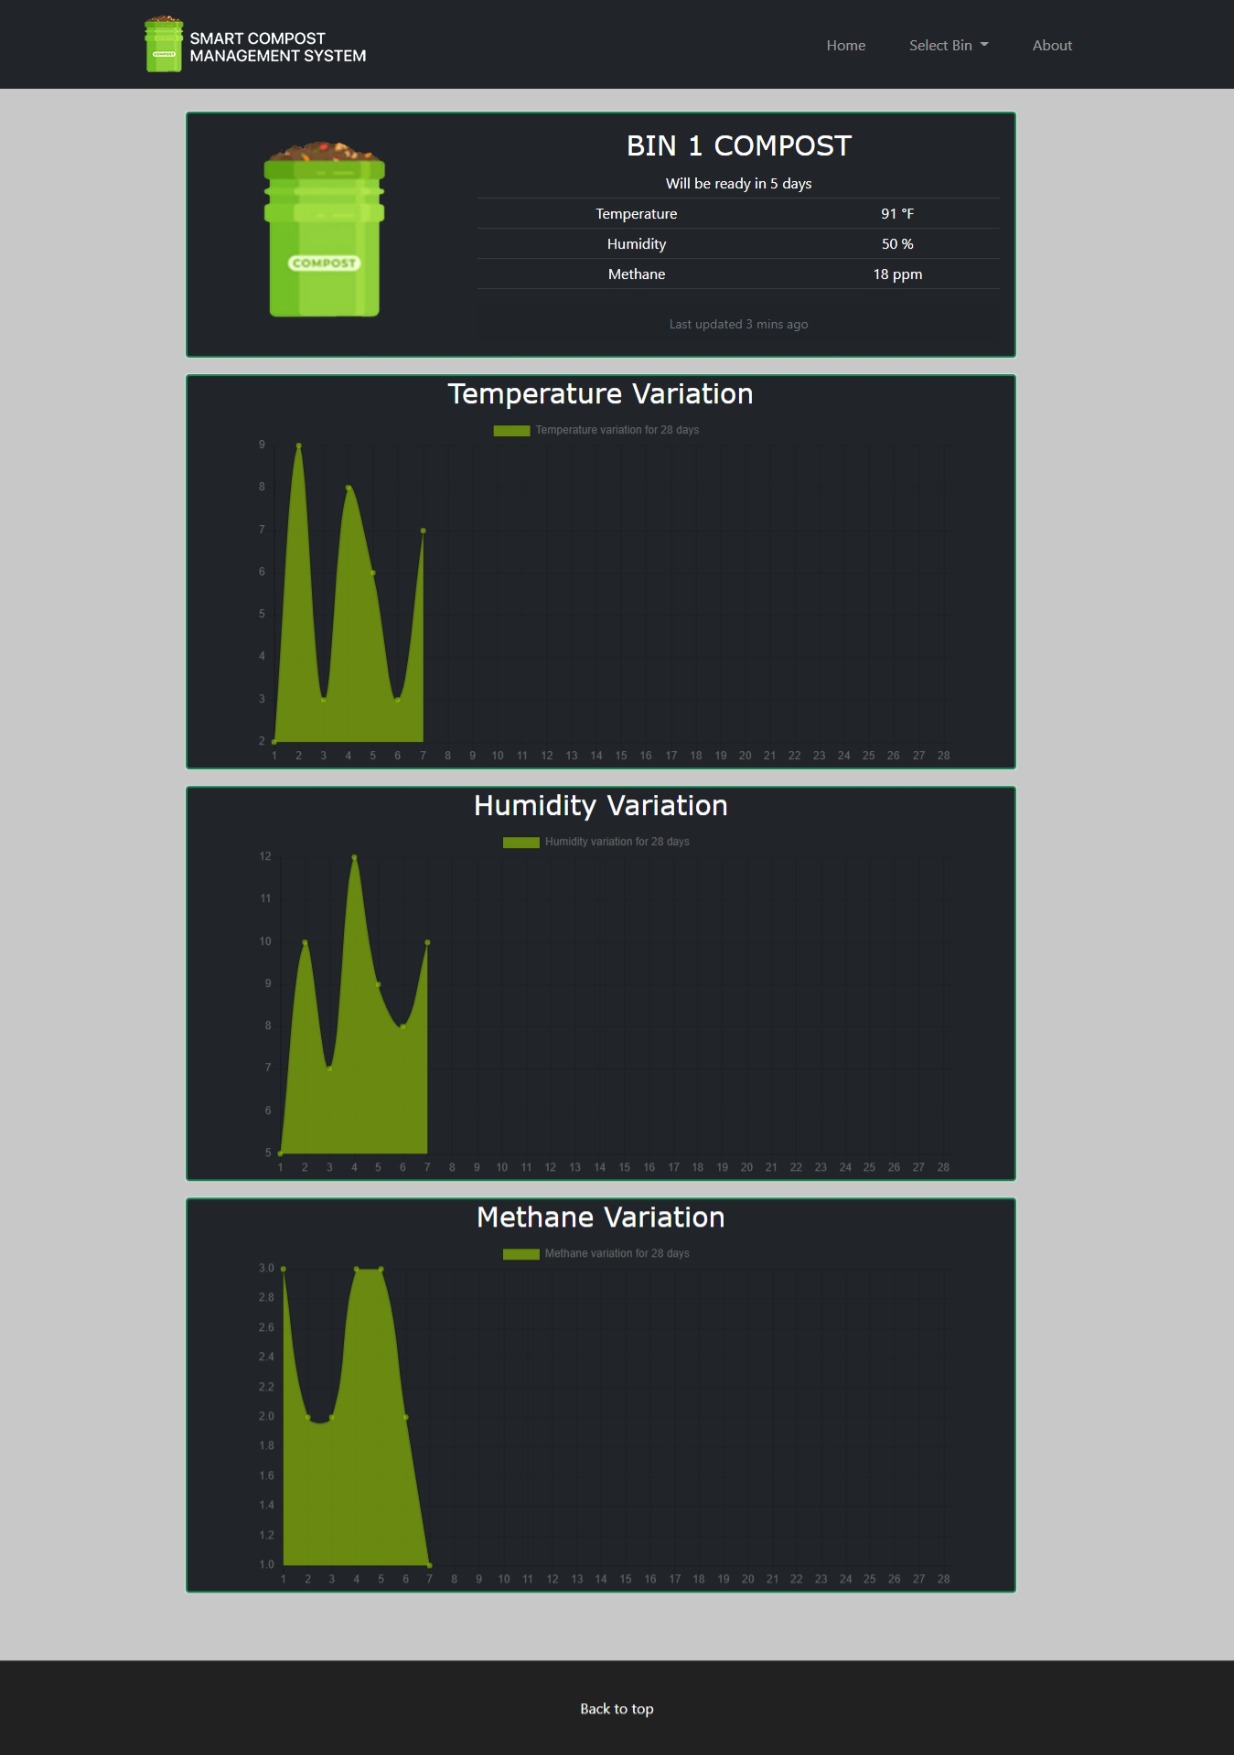 SMART COMPOST
MANAGEMENT SYSTEM
Home Select Bin About
COMPOST
BIN 1 COMPOST
Will be ready in 5 days
Temperature 91 °F
Humidity 50 %
Methane 18 ppm
COMPOST
Last updated 3 mins ago
Temperature Variation
Temperature variation for 28 days
9
8
7
6
5
4
3
2
1 2 3 4 5 6 7 8 9 10 11 12 13 14 15 16 17 18 19 20 21 22 23 24 25 26 27 28
Humidity Variation
Humidity variation for 28 days
12
11
10
9
8
7
6
5
1 2 3 4 5 6 7 8 9 10 11 12 13 14 15 16 17 18 19 20 21 22 23 24 25 26 27 28
Methane Variation
Methane variation for 28 days
3.0
2.8
2.6
2.4
2.2
2.0
1.8
1.6
1.4
1.2
1.0
1 2 3 4 5 6 7 8 9 10 11 12 13 14 15 16 17 18 19 20 21 22 23 24 25 26 27 28
Back to top